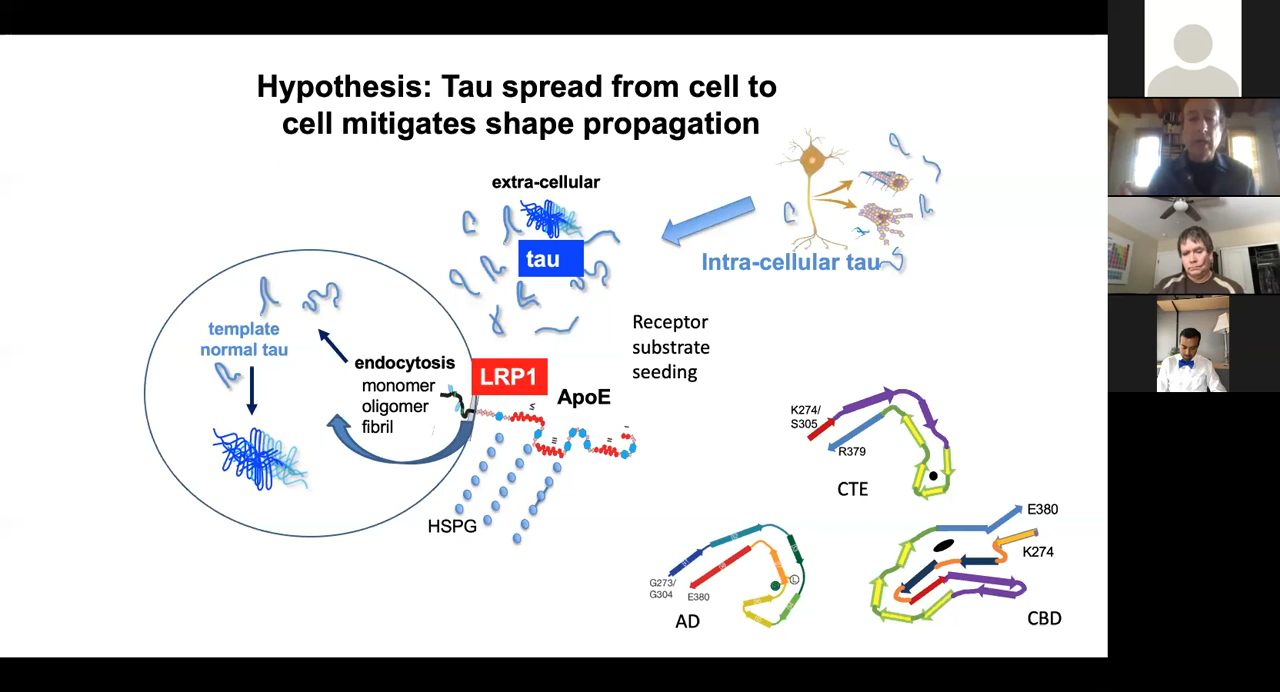 Hypothesis: Tau spread from cell to
cell mitigates shape propagation
extra-cellular
tau
Intra-cellular tau
Receptor
substrate
seeding
template
normal tau
endocytosis
monomer
oligomer
fibril
LRP1
ApoE
HSPG
K274/
S305
R379
CTE
G273/
G304
E380
L
AD
E380
K274
CBD